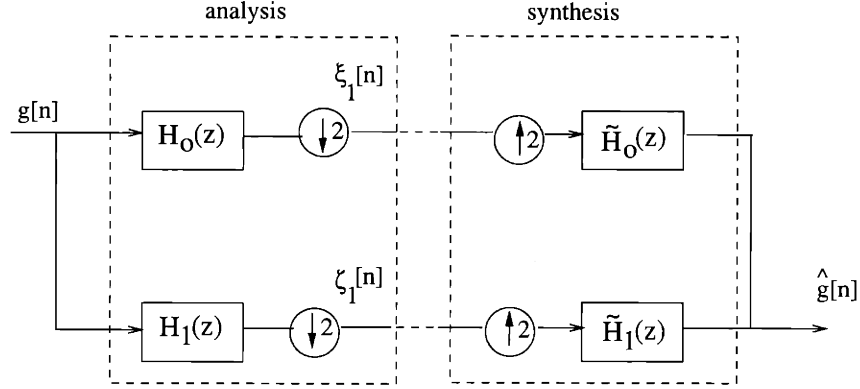 analysis
synthesis
ξ₁[n]
g[n]
H₀(z)
↓2
↑2
H̃₀(z)
ζ₁[n]
ĝ[n]
H₁(z)
↓2
↑2
H̃₁(z)